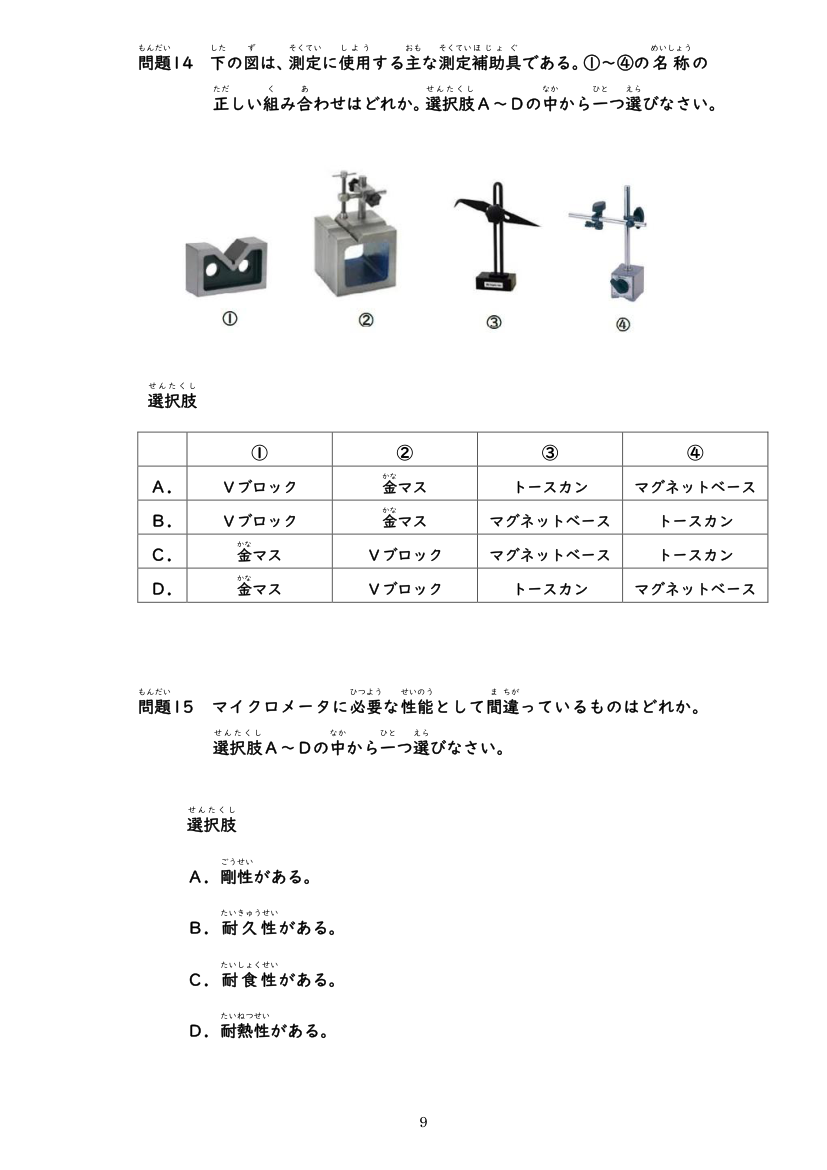 問題14　下の図は、測定に使用する主な測定補助具である。①～④の名称の
正しい組み合わせはどれか。選択肢Ａ～Ｄの中から一つ選びなさい。
①　②　③　④
選択肢
①　②　③　④
Ａ．　Ｖブロック　金マス　トースカン　マグネットベース
Ｂ．　Ｖブロック　金マス　マグネットベース　トースカン
Ｃ．　金マス　Ｖブロック　マグネットベース　トースカン
Ｄ．　金マス　Ｖブロック　トースカン　マグネットベース
問題15　マイクロメータに必要な性能として間違っているものはどれか。
選択肢Ａ～Ｄの中から一つ選びなさい。
選択肢
Ａ．剛性がある。
Ｂ．耐久性がある。
Ｃ．耐食性がある。
Ｄ．耐熱性がある。
9